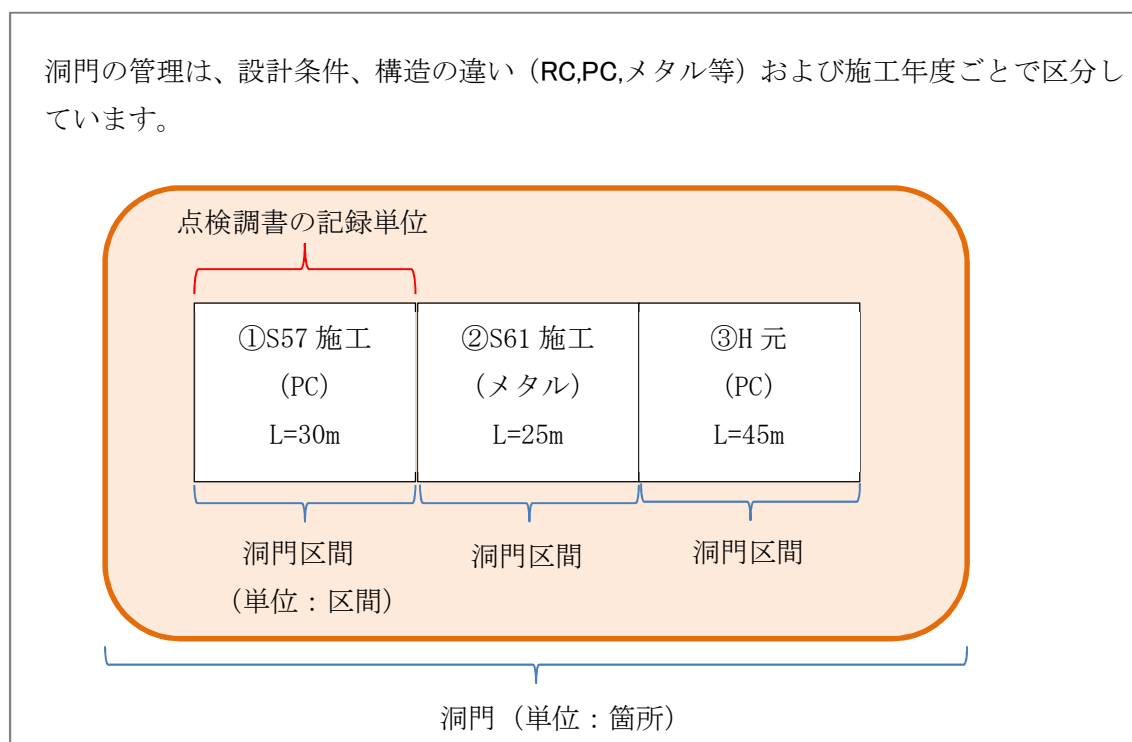 洞門の管理は、設計条件、構造の違い（RC,PC,メタル等）および施工年度ごとで区分し
ています。
点検調書の記録単位
①S57 施工
(PC)
L=30m
②S61 施工
(メタル)
L=25m
③H 元
(PC)
L=45m
洞門区間
（単位：区間）
洞門区間
洞門区間
洞門（単位：箇所）